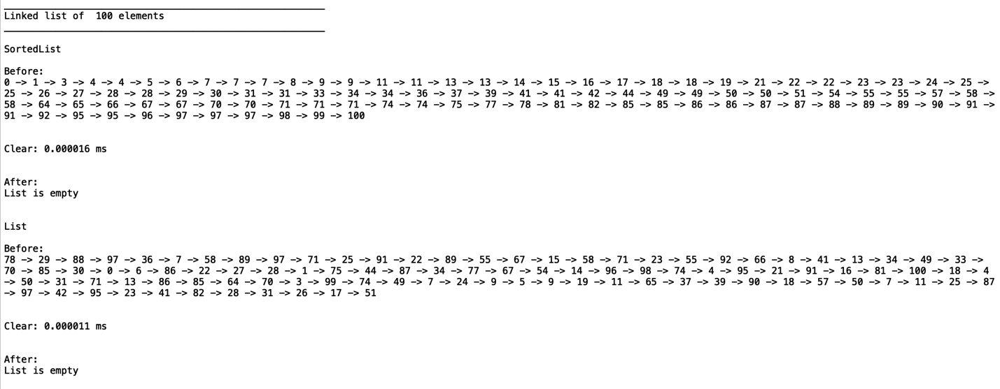 Linked list of  100 elements
SortedList
Before:
0 -> 1 -> 3 -> 4 -> 4 -> 5 -> 6 -> 7 -> 7 -> 7 -> 8 -> 9 -> 9 -> 11 -> 11 -> 13 -> 13 -> 14 -> 15 -> 16 -> 17 -> 18 -> 18 -> 19 -> 21 -> 22 -> 22 -> 23 -> 23 -> 24 -> 25 ->
25 -> 26 -> 27 -> 28 -> 28 -> 29 -> 30 -> 31 -> 31 -> 33 -> 34 -> 34 -> 36 -> 37 -> 39 -> 41 -> 41 -> 42 -> 44 -> 49 -> 49 -> 50 -> 50 -> 51 -> 54 -> 55 -> 55 -> 57 -> 58 ->
58 -> 64 -> 65 -> 66 -> 67 -> 67 -> 70 -> 70 -> 71 -> 71 -> 71 -> 74 -> 74 -> 75 -> 77 -> 78 -> 81 -> 82 -> 85 -> 85 -> 86 -> 86 -> 87 -> 87 -> 88 -> 89 -> 89 -> 90 -> 91 ->
91 -> 92 -> 95 -> 95 -> 96 -> 97 -> 97 -> 97 -> 98 -> 99 -> 100
Clear: 0.000016 ms
After:
List is empty
List
Before:
78 -> 29 -> 88 -> 97 -> 36 -> 7 -> 58 -> 89 -> 97 -> 71 -> 25 -> 91 -> 22 -> 89 -> 55 -> 67 -> 15 -> 58 -> 71 -> 23 -> 55 -> 92 -> 66 -> 8 -> 41 -> 13 -> 34 -> 49 -> 33 ->
70 -> 85 -> 30 -> 0 -> 6 -> 86 -> 22 -> 27 -> 28 -> 1 -> 75 -> 44 -> 87 -> 34 -> 77 -> 67 -> 54 -> 14 -> 96 -> 98 -> 74 -> 4 -> 95 -> 21 -> 91 -> 16 -> 81 -> 100 -> 18 -> 4
-> 50 -> 31 -> 71 -> 13 -> 86 -> 85 -> 64 -> 70 -> 3 -> 99 -> 74 -> 49 -> 7 -> 24 -> 9 -> 5 -> 9 -> 19 -> 11 -> 65 -> 37 -> 39 -> 90 -> 18 -> 57 -> 50 -> 7 -> 11 -> 25 -> 87
-> 97 -> 42 -> 95 -> 23 -> 41 -> 82 -> 28 -> 31 -> 26 -> 17 -> 51
Clear: 0.000011 ms
After:
List is empty